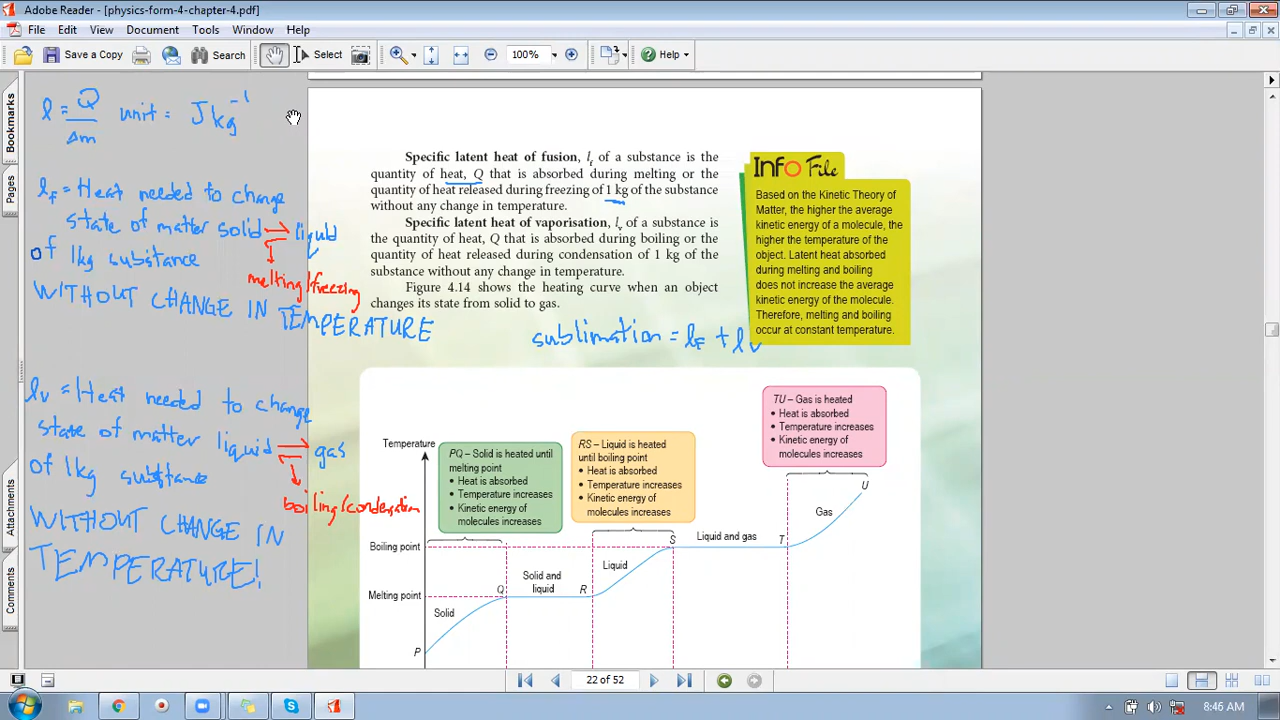 Adobe Reader - [physics-form-4-chapter-4.pdf]
File Edit View Document Tools Window Help
Save a Copy Search Select 100% Help
Bookmarks
Pages
Attachments
Comments
l = Q unit = J kg⁻¹
Δm
lf = Heat needed to change
state of matter solid ⇌ liquid
of 1kg substance
melting/freezing
WITHOUT CHANGE IN TEMPERATURE
lv = Heat needed to change
state of matter liquid ⇌ gas
of 1kg substance
boiling/condensation
WITHOUT CHANGE IN
TEMPERATURE!
Specific latent heat of fusion, lf of a substance is the
quantity of heat, Q that is absorbed during melting or the
quantity of heat released during freezing of 1 kg of the substance
without any change in temperature.
Specific latent heat of vaporisation, lv of a substance is
the quantity of heat, Q that is absorbed during boiling or the
quantity of heat released during condensation of 1 kg of the
substance without any change in temperature.
Figure 4.14 shows the heating curve when an object
changes its state from solid to gas.
sublimation = lf + lv
Info File
Based on the Kinetic Theory of
Matter, the higher the average
kinetic energy of a molecule, the
higher the temperature of the
object. Latent heat absorbed
during melting and boiling
does not increase the average
kinetic energy of the molecule.
Therefore, melting and boiling
occur at constant temperature.
Temperature
PQ – Solid is heated until
melting point
• Heat is absorbed
• Temperature increases
• Kinetic energy of
molecules increases
RS – Liquid is heated
until boiling point
• Heat is absorbed
• Temperature increases
• Kinetic energy of
molecules increases
TU – Gas is heated
• Heat is absorbed
• Temperature increases
• Kinetic energy of
molecules increases
U
Gas
Boiling point
S
Liquid and gas
T
Liquid
Melting point
Q
Solid and
liquid
R
Solid
P
22 of 52
8:46 AM